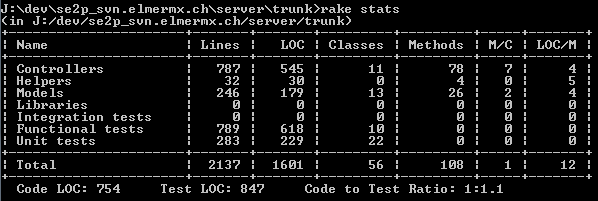 J:\dev\se2p_svn.elmermx.ch\server\trunk>rake stats
(in J:/dev/se2p_svn.elmermx.ch/server/trunk)
+----------------------+-------+-------+---------+---------+-----+-------+
| Name                 | Lines |   LOC | Classes | Methods | M/C | LOC/M |
+----------------------+-------+-------+---------+---------+-----+-------+
| Controllers          |   787 |   545 |      11 |      78 |   7 |     4 |
| Helpers              |    32 |    30 |       0 |       4 |   0 |     5 |
| Models               |   246 |   179 |      13 |      26 |   2 |     4 |
| Libraries            |     0 |     0 |       0 |       0 |   0 |     0 |
| Integration tests    |     0 |     0 |       0 |       0 |   0 |     0 |
| Functional tests     |   789 |   618 |      10 |       0 |   0 |     0 |
| Unit tests           |   283 |   229 |      22 |       0 |   0 |     0 |
+----------------------+-------+-------+---------+---------+-----+-------+
| Total                |  2137 |  1601 |      56 |     108 |   1 |    12 |
+----------------------+-------+-------+---------+---------+-----+-------+
  Code LOC: 754     Test LOC: 847     Code to Test Ratio: 1:1.1